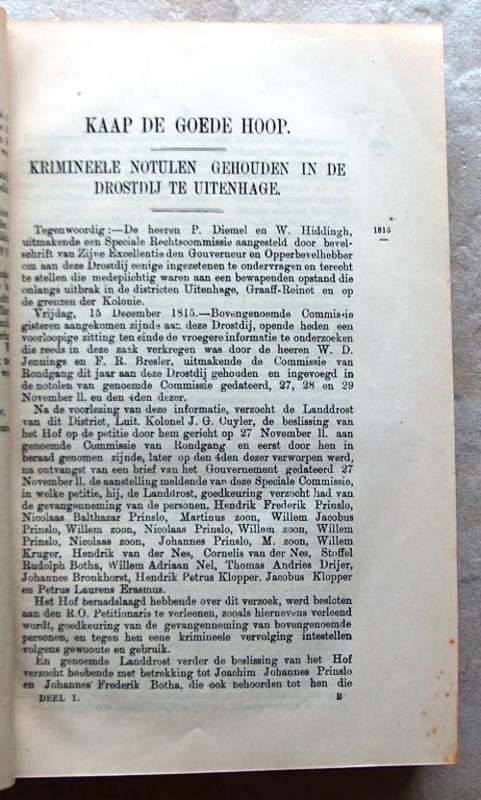 KAAP DE GOEDE HOOP.
KRIMINEELE NOTULEN GEHOUDEN IN DE
DROSTDIJ TE UITENHAGE.
Tegenwoordig:—De heeren P. Diemel en W. Hiddingh, 1815
uitmakende een Speciale Rechtscommissie aangesteld door bevel-
schrift van Zijne Excellentie den Gouverneur en Opperbevelhebber
om aan deze Drostdij eenige ingezetenen te ondervragen en terecht
te stellen die medeplichtig waren aan een bewapenden opstand die
onlangs uitbrak in de districten Uitenhage, Graaff-Reinet en op
de grenzen der Kolonie.
Vrijdag, 15 December 1815.—Bovengenoemde Commissie
gisteren aangekomen zijnde aan deze Drostdij, opende heden een
voorloopige zitting ten einde de vroegere informatie te onderzoeken
die reeds in deze zaak verkregen was door de heeren W. D.
Jennings en F. R. Bresler, uitmakende de Commissie van
Rondgang dit jaar aan deze Drostdij gehouden en ingevoegd in
de notolen van genoemde Commissie gedateerd, 27, 28 en 29
November ll. en den 4den dezer.
Na de voorlezing van deze informatie, verzocht de Landdrost
van dit District, Luit. Kolonel J. G. Cuyler, de beslissing van
het Hof op de petitie door hem gericht op 27 November ll. aan
genoemde Commissie van Rondgang en eerst door hen in
beraad genomen zijnde, later op den 4den dezer verworpen werd,
na ontvangst van een brief van het Gouvernement gedateerd 27
November ll. de aanstelling meldende van deze Speciale Commissie,
in welke petitie, hij, de Landdrost, goedkeuring verzocht had van
de gevangenneming van de personen, Hendrik Frederik Prinslo,
Nicolaas Balthazar Prinslo, Martinus zoon, Willem Jacobus
Prinslo, Willem zoon, Nicolaas Prinslo, Willem zoon, Willem
Prinslo, Nicolaas zoon, Johannes Prinslo, M. zoon, Willem
Kruger, Hendrik van der Nes, Cornelis van der Nes, Stoffel
Rudolph Botha, Willem Adriaan Nel, Thomas Andries Drijer,
Johannes Bronkhorst, Hendrik Petrus Klopper. Jacobus Klopper
en Petrus Laurens Erasmus.
Het Hof beraadslaagd hebbende over dit verzoek, werd besloten
aan den R.O. Petitionaris te verleenen, zooals hiernevens verleend
wordt, goedkeuring van de gevangenneming van bovengenoemde
personen, en tegen hen eene krimineele vervolging intestellen
volgens gewoonte en gebruik.
En genoemde Landdrost verder de beslissing van het Hof
verzocht hebbende met betrekking tot Joachim Johannes Prinslo
en Johannes Frederik Botha, die ook behoorden tot hen die
DEEL I. B